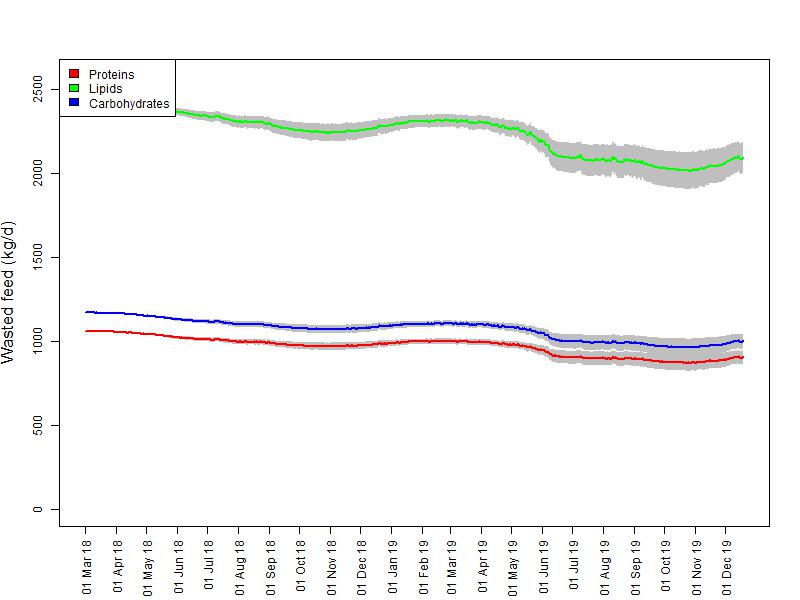 Proteins
Lipids
Carbohydrates
Wasted feed (kg/d)
2500
2000
1500
1000
500
0
01 Mar 18
01 Apr 18
01 May 18
01 Jun 18
01 Jul 18
01 Aug 18
01 Sep 18
01 Oct 18
01 Nov 18
01 Dec 18
01 Jan 19
01 Feb 19
01 Mar 19
01 Apr 19
01 May 19
01 Jun 19
01 Jul 19
01 Aug 19
01 Sep 19
01 Oct 19
01 Nov 19
01 Dec 19